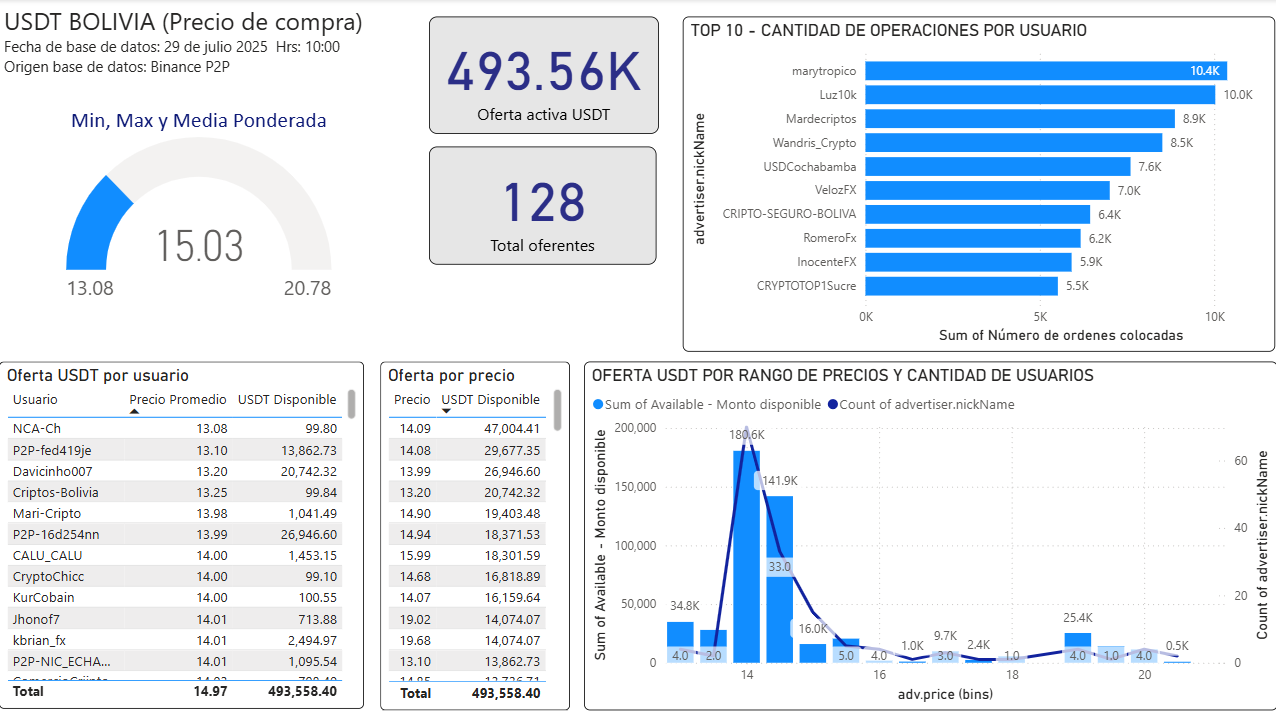 USDT BOLIVIA (Precio de compra)
Fecha de base de datos: 29 de julio 2025 Hrs: 10:00
Origen base de datos: Binance P2P
Min, Max y Media Ponderada
15.03
13.08
20.78
493.56K
Oferta activa USDT
128
Total oferentes
TOP 10 - CANTIDAD DE OPERACIONES POR USUARIO
advertiser.nickName
marytropico 10.4K
Luz10k 10.0K
Mardecriptos 8.9K
Wandris_Crypto 8.5K
USDCochabamba 7.6K
VelozFX 7.0K
CRIPTO-SEGURO-BOLIVA 6.4K
RomeroFx 6.2K
InocenteFX 5.9K
CRYPTOTOP1Sucre 5.5K
0K 5K 10K
Sum of Número de ordenes colocadas
Oferta USDT por usuario
Usuario Precio Promedio USDT Disponible
NCA-Ch 13.08 99.80
P2P-fed419je 13.10 13,862.73
Davicinho007 13.20 20,742.32
Criptos-Bolivia 13.25 99.84
Mari-Cripto 13.98 1,041.49
P2P-16d254nn 13.99 26,946.60
CALU_CALU 14.00 1,453.15
CryptoChicc 14.00 99.10
KurCobain 14.00 100.55
Jhonof7 14.01 713.88
kbrian_fx 14.01 2,494.97
P2P-NIC_ECHA... 14.01 1,095.54
Total 14.97 493,558.40
Oferta por precio
Precio USDT Disponible
14.09 47,004.41
14.08 29,677.35
13.99 26,946.60
13.20 20,742.32
14.90 19,403.48
14.94 18,371.53
15.99 18,301.59
14.68 16,818.89
14.07 16,159.64
19.02 14,074.07
19.68 14,074.07
13.10 13,862.73
Total 493,558.40
OFERTA USDT POR RANGO DE PRECIOS Y CANTIDAD DE USUARIOS
Sum of Available - Monto disponible Count of advertiser.nickName
Sum of Available - Monto disponible
200,000
150,000
100,000
50,000
0
34.8K 180.6K 141.9K 16.0K 1.0K 9.7K 2.4K 25.4K 0.5K
4.0 2.0 33.0 5.0 4.0 3.0 1.0 4.0 1.0 4.0
60
40
20
0
Count of advertiser.nickName
14 16 18 20
adv.price (bins)